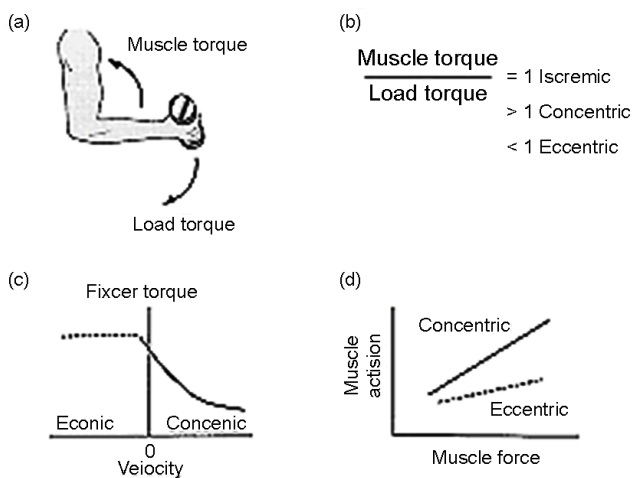 (a)
Muscle torque
Load torque
(b)
Muscle torque
Load torque
= 1 Iscremic
> 1 Concentric
< 1 Eccentric
(c)
Fixcer torque
Econic
Concenic
0
Veiocity
(d)
Muscle
actision
Concentric
Eccentric
Muscle force